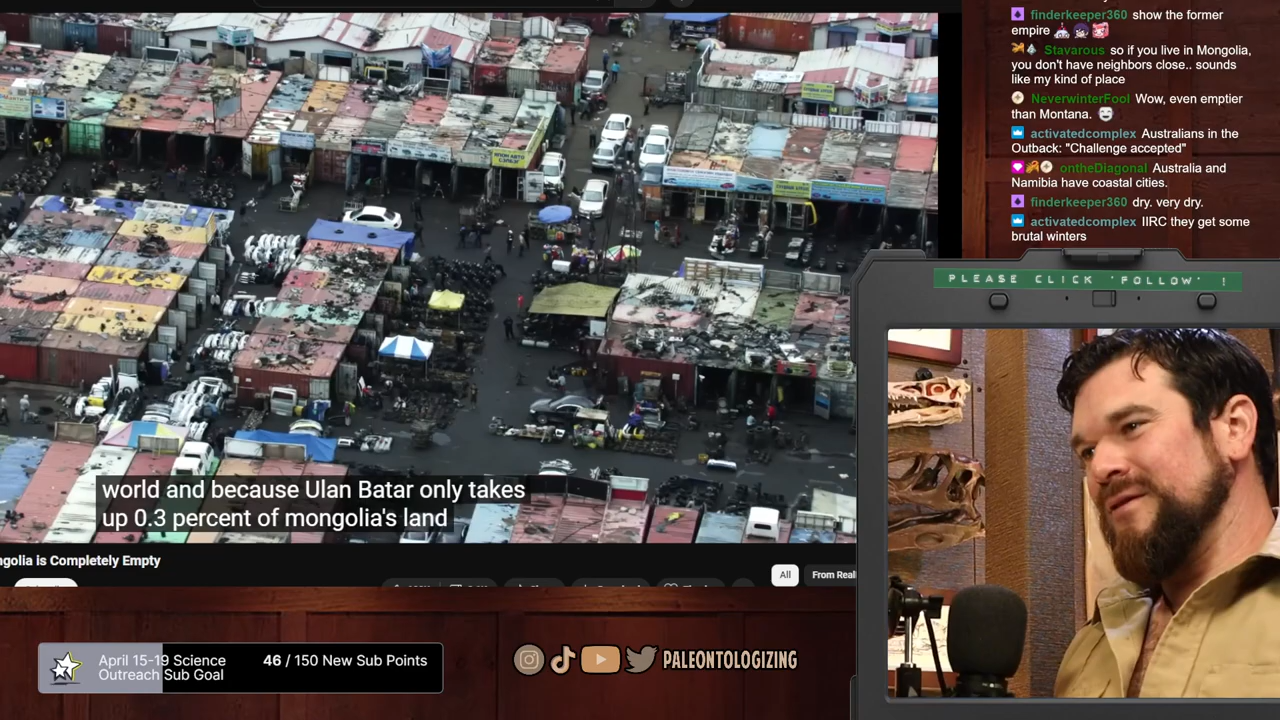 finderkeeper360 show the former
empire
Stavarous so if you live in Mongolia,
you don't have neighbors close.. sounds
like my kind of place
NeverwinterFool Wow, even emptier
than Montana.
activatedcomplex Australians in the
Outback: "Challenge accepted"
ontheDiagonal Australia and
Namibia have coastal cities.
finderkeeper360 dry. very dry.
activatedcomplex IIRC they get some
brutal winters
PLEASE CLICK 'FOLLOW' !
world and because Ulan Batar only takes
up 0.3 percent of mongolia's land
ngolia is Completely Empty
All
From Real
April 15-19 Science
Outreach Sub Goal
46 / 150 New Sub Points
PALEONTOLOGIZING